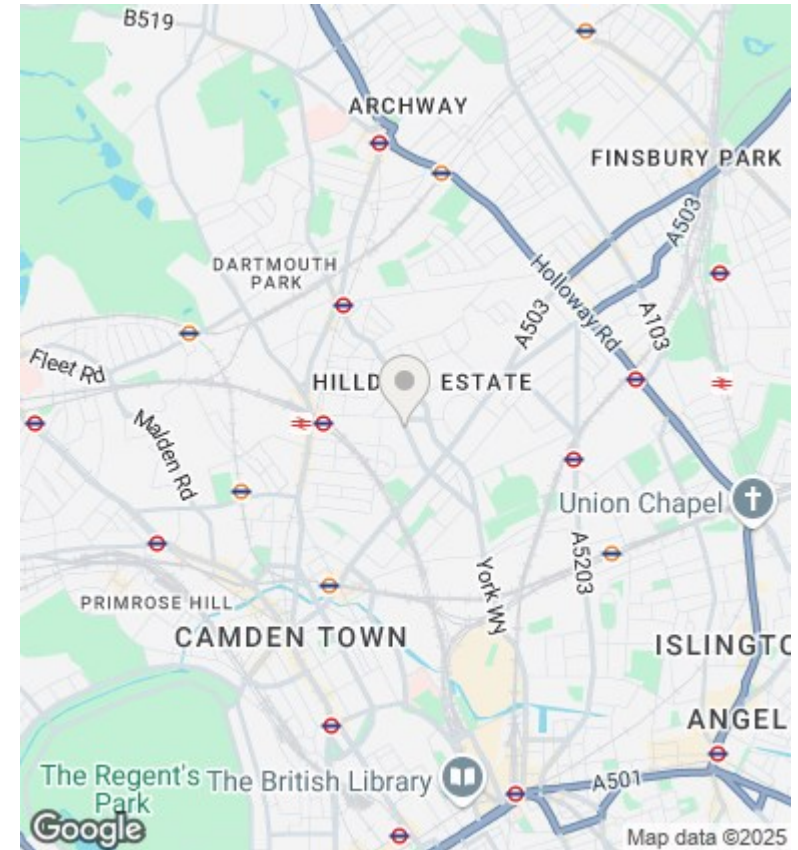 B519
ARCHWAY
FINSBURY PARK
A503
DARTMOUTH
PARK
Holloway Rd
A503
A103
Fleet Rd
HILLD ESTATE
Malden Rd
Union Chapel
A5203
York Wy
PRIMROSE HILL
CAMDEN TOWN
ISLINGTO
ANGEL
The Regent's
Park
The British Library
A501
Google
Map data ©2025